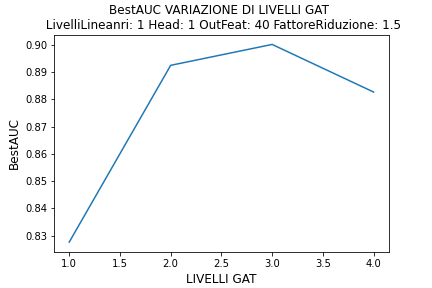 BestAUC VARIAZIONE DI LIVELLI GAT
LivelliLineanri: 1 Head: 1 OutFeat: 40 FattoreRiduzione: 1.5
BestAUC
0.90
0.89
0.88
0.87
0.86
0.85
0.84
0.83
1.0 1.5 2.0 2.5 3.0 3.5 4.0
LIVELLI GAT